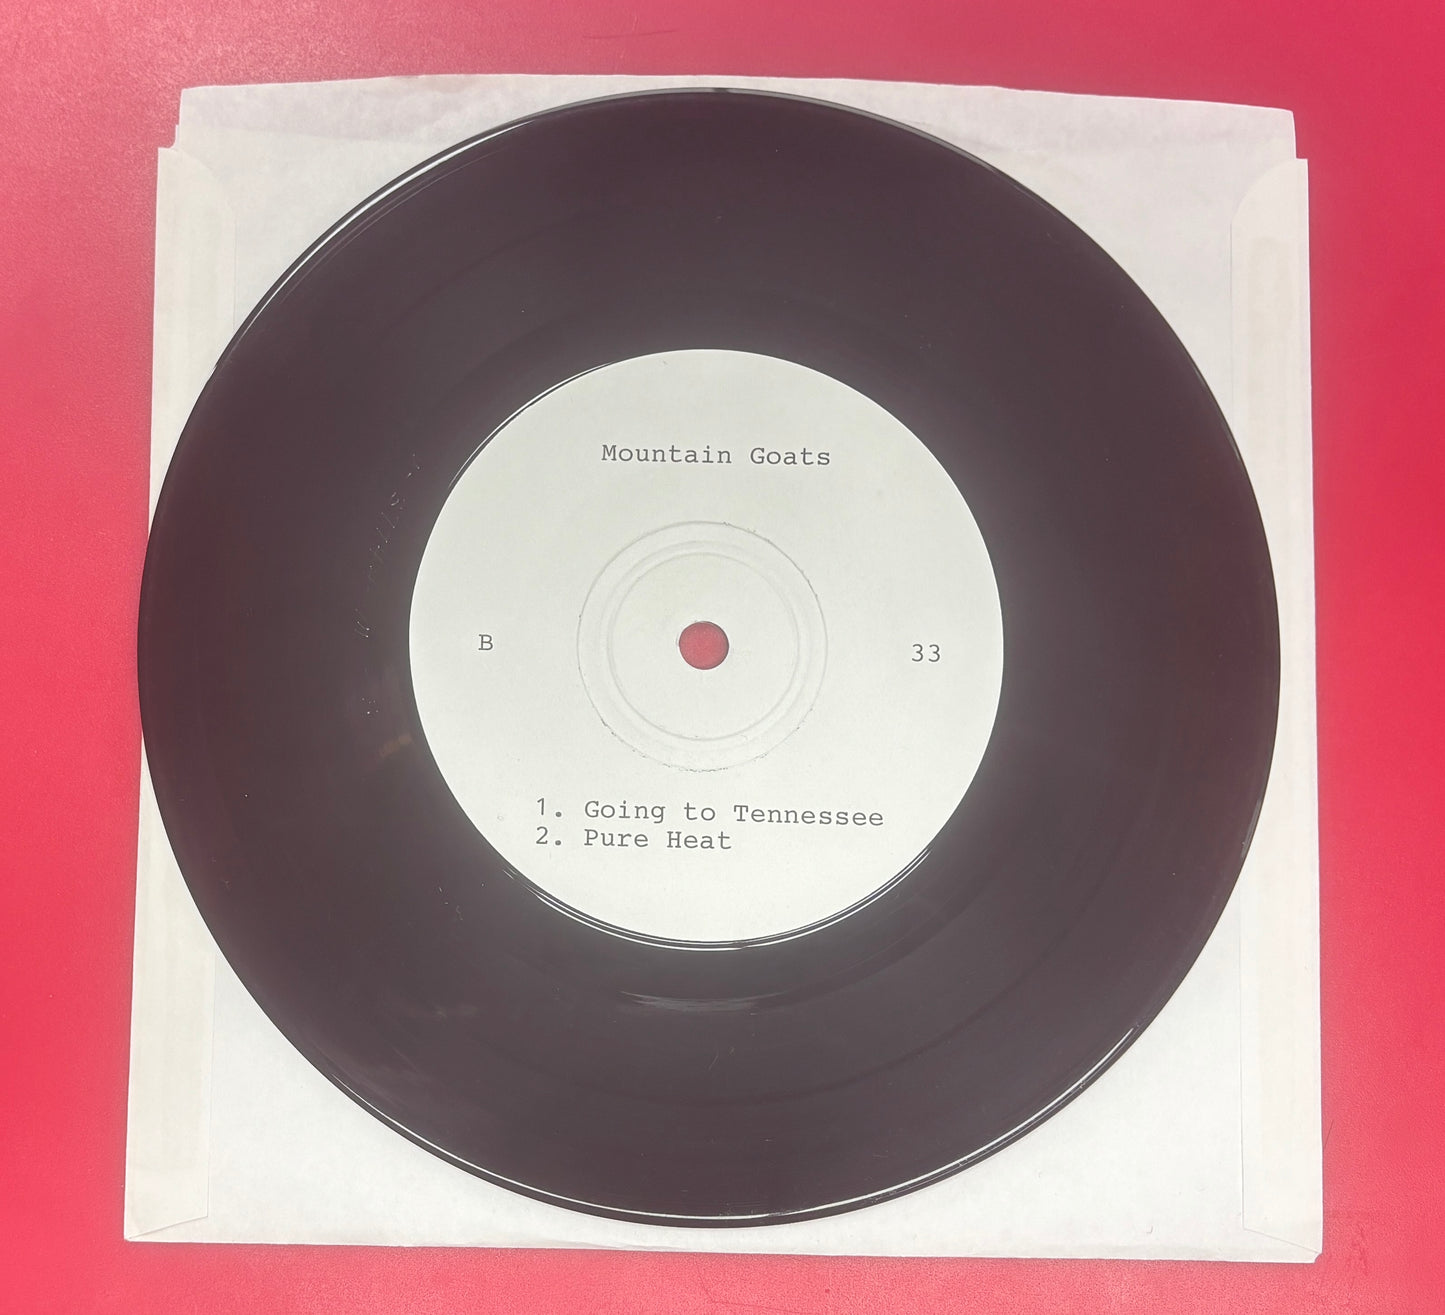 Mountain Goats
B
33
1. Going to Tennessee
2. Pure Heat